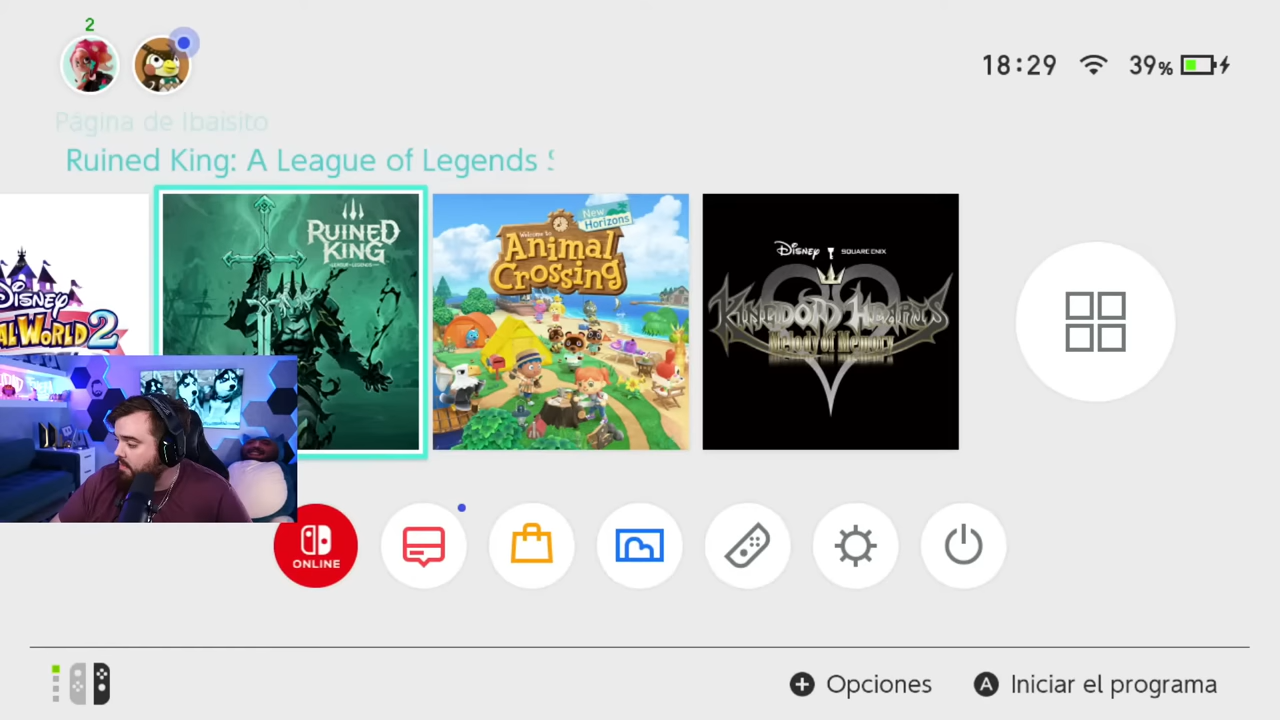 2
18:29
39%
Página de Ibaisito
Ruined King: A League of Legends S
Disney
AL WORLD 2
RUINED
KING
A LEAGUE OF LEGENDS STORY
New
Horizons
Welcome to
Animal
Crossing
Disney SQUARE ENIX
KINGDOM HEARTS
Melody of Memory
ONLINE
+ Opciones
A Iniciar el programa